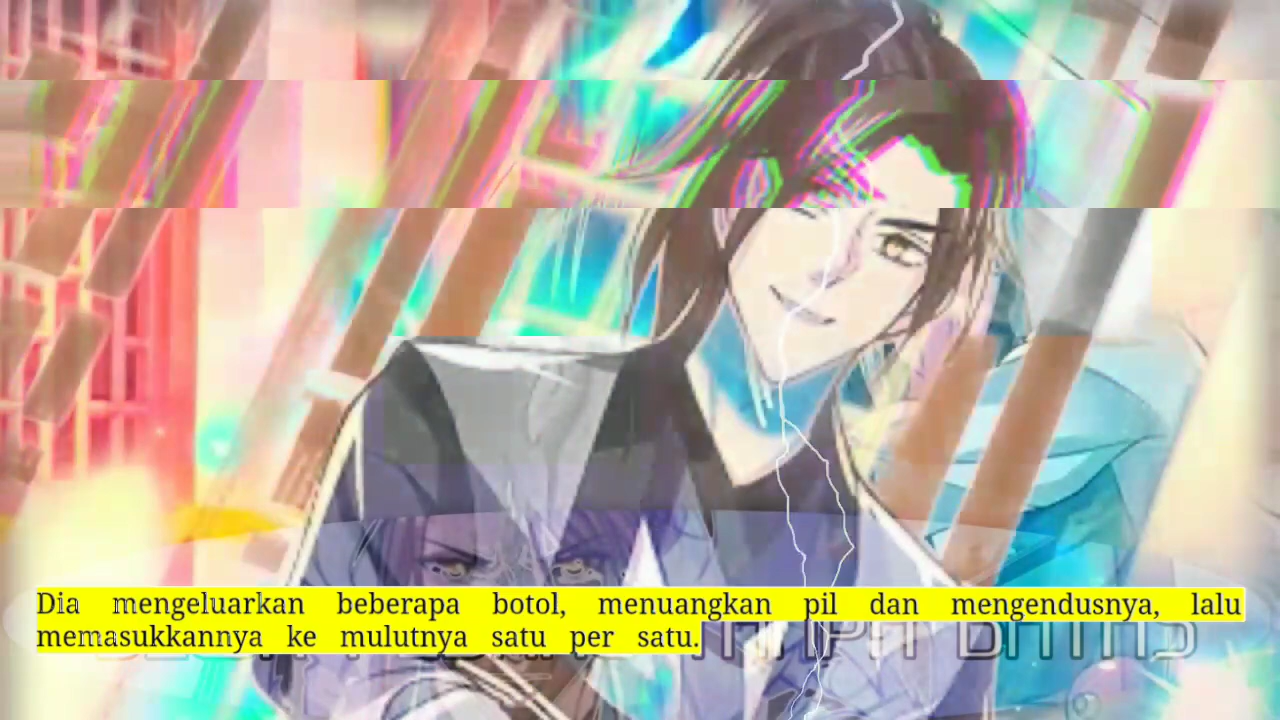 Dia mengeluarkan beberapa botol, menuangkan pil dan mengendusnya, lalu
memasukkannya ke mulutnya satu per satu.